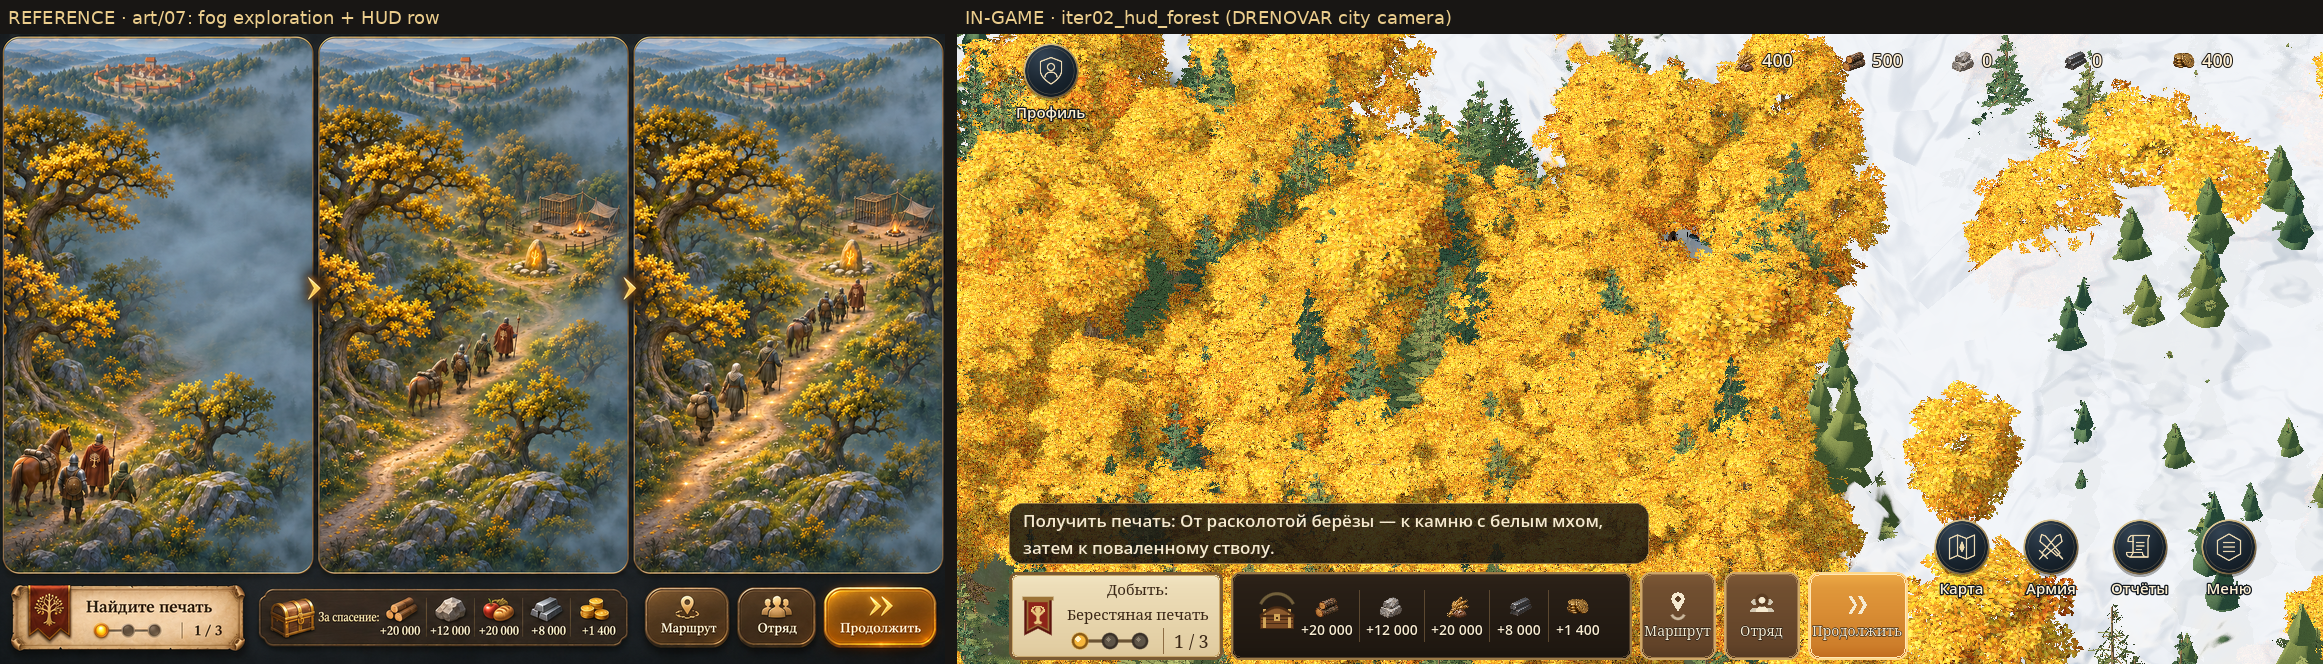 REFERENCE · art/07: fog exploration + HUD row
Найдите печать
1 / 3
За спасение:
+20 000
+12 000
+20 000
+8 000
+1 400
Маршрут
Отряд
Продолжить
IN-GAME · iter02_hud_forest (DRENOVAR city camera)
Профиль
400
500
0
0
400
Получить печать: От расколотой берёзы — к камню с белым мхом,
затем к поваленному стволу.
Добыть:
Берестяная печать
1 / 3
+20 000
+12 000
+20 000
+8 000
+1 400
Маршрут
Отряд
Продолжить
Карта
Армия
Отчёты
Меню